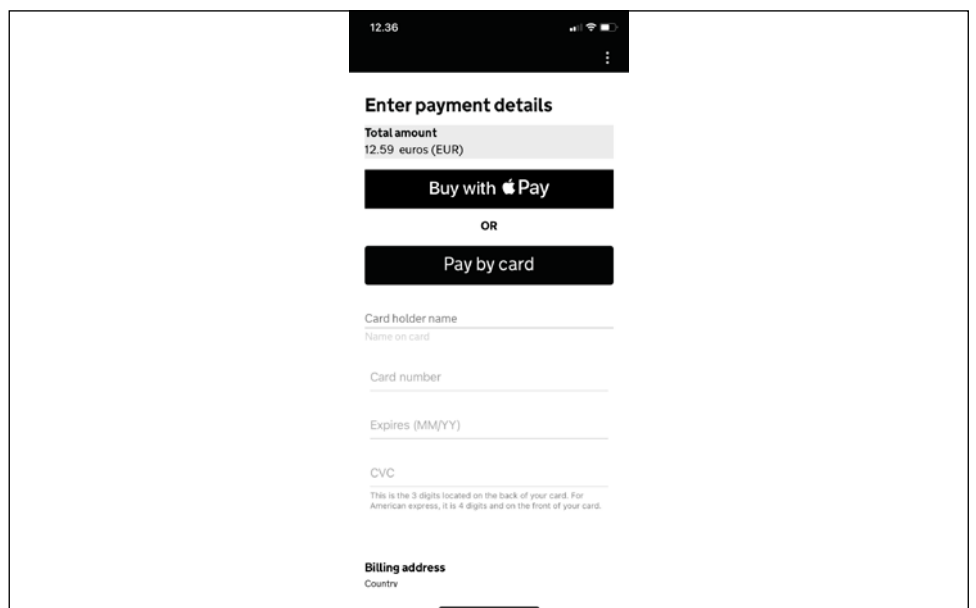 12.36
Enter payment details
Total amount
12.59 euros (EUR)
Buy with Pay
OR
Pay by card
Card holder name
Name on card
Card number
Expires (MM/YY)
CVC
This is the 3 digits located on the back of your card. For
American express, it is 4 digits and on the front of your card.
Billing address
Country